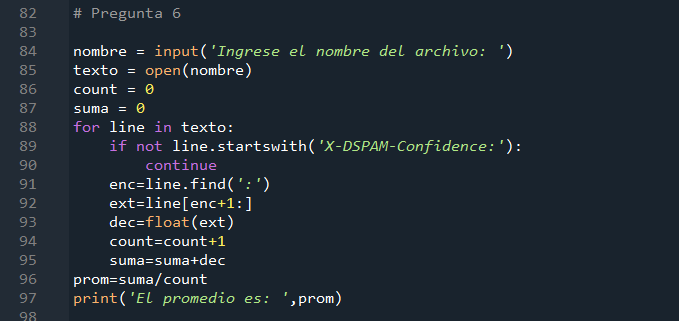 82 # Pregunta 6
83
84 nombre = input('Ingrese el nombre del archivo: ')
85 texto = open(nombre)
86 count = 0
87 suma = 0
88 for line in texto:
89     if not line.startswith('X-DSPAM-Confidence:'):
90         continue
91     enc=line.find(':')
92     ext=line[enc+1:]
93     dec=float(ext)
94     count=count+1
95     suma=suma+dec
96 prom=suma/count
97 print('El promedio es: ',prom)
98